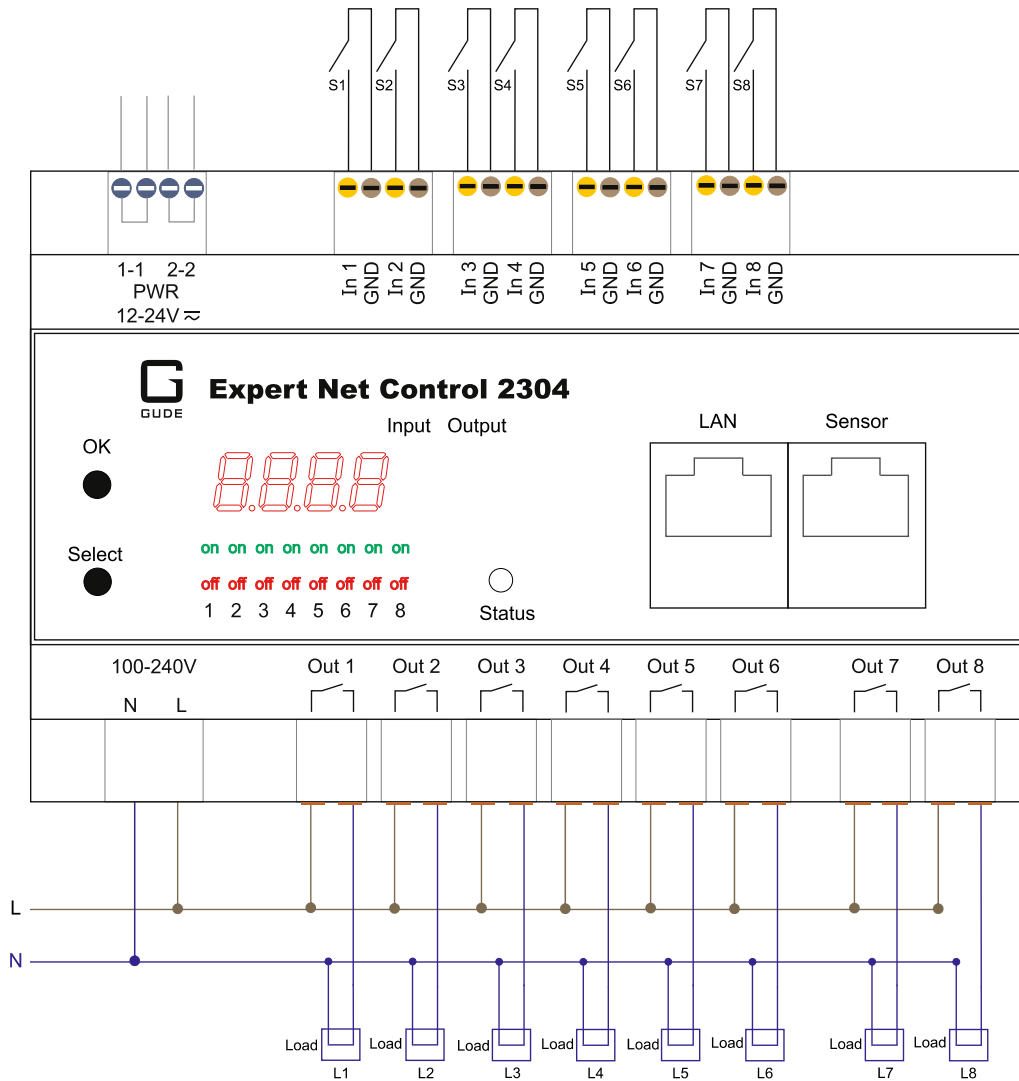 S1 S2 S3 S4 S5 S6 S7 S8
1-1 2-2
PWR
12-24V ⎓
In 1 GND In 2 GND In 3 GND In 4 GND In 5 GND In 6 GND In 7 GND In 8 GND
GUDE
Expert Net Control 2304
Input Output
LAN Sensor
OK
8.8.8.8
Select
on on on on on on on on
off off off off off off off off
1 2 3 4 5 6 7 8
Status
100-240V
N L
Out 1 Out 2 Out 3 Out 4 Out 5 Out 6 Out 7 Out 8
L
N
Load Load Load Load Load Load Load Load
L1 L2 L3 L4 L5 L6 L7 L8